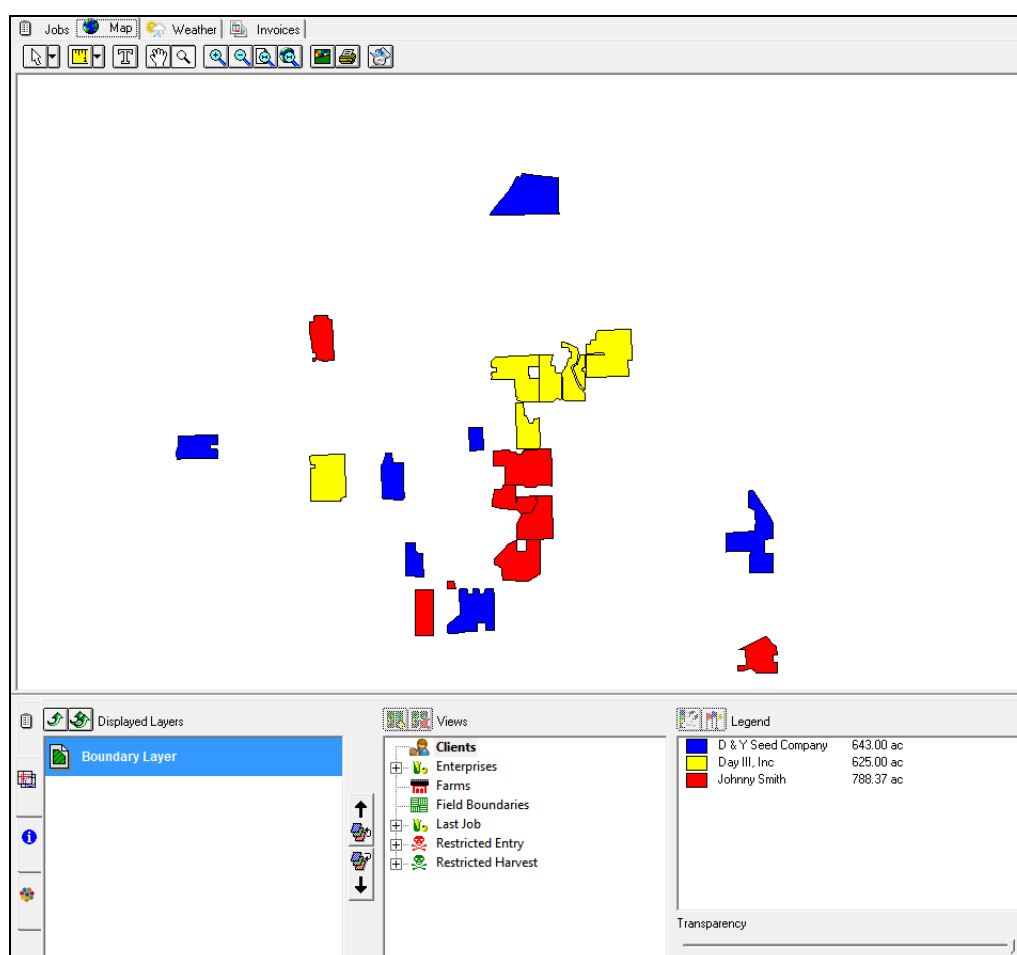 Jobs Map Weather Invoices
T
Displayed Layers
Boundary Layer
Views
Clients
Enterprises
Farms
Field Boundaries
Last Job
Restricted Entry
Restricted Harvest
Legend
D & Y Seed Company 643.00 ac
Day III, Inc 625.00 ac
Johnny Smith 788.37 ac
Transparency